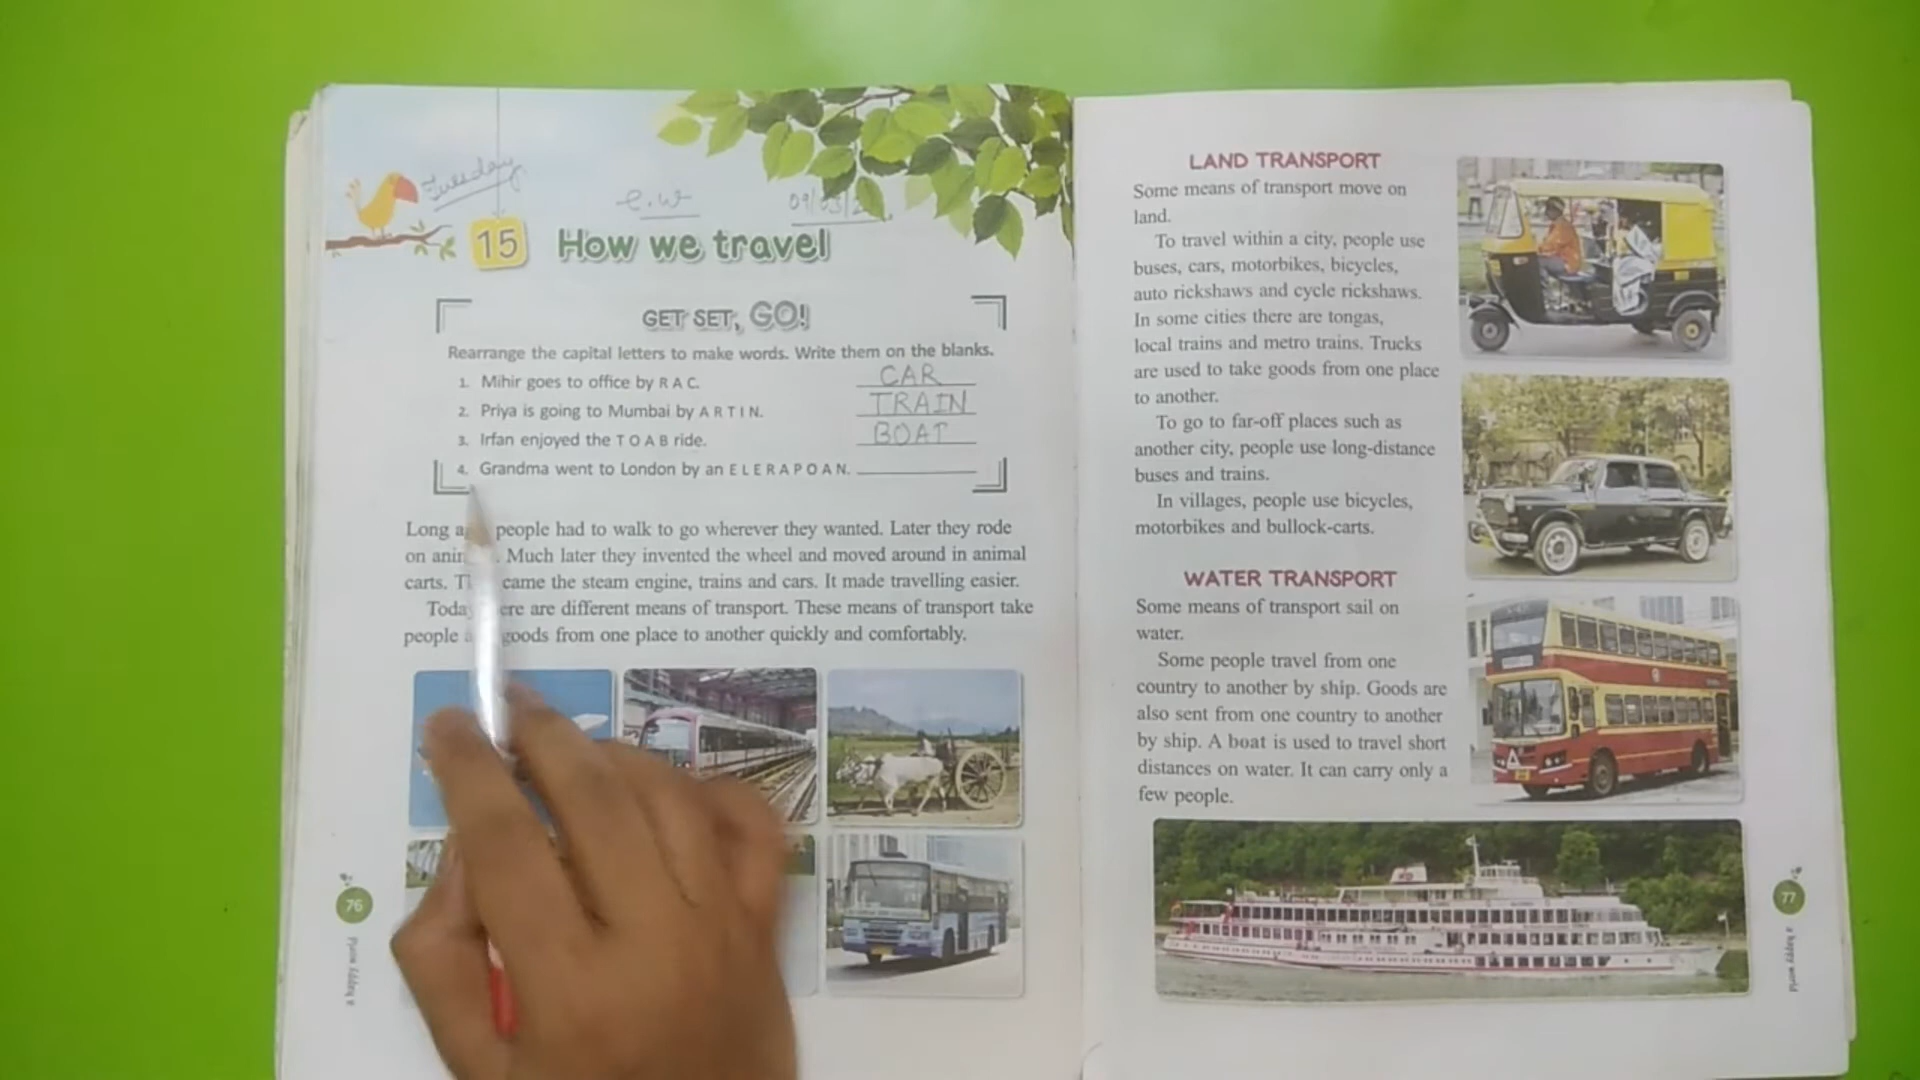 Tuesday
c.w
09/03/2
15 How we travel
GET SET, GO!
Rearrange the capital letters to make words. Write them on the blanks.
1. Mihir goes to office by R A C. CAR
2. Priya is going to Mumbai by A R T I N. TRAIN
3. Irfan enjoyed the T O A B ride. BOAT
4. Grandma went to London by an E L E R A P O A N.
Long people had to walk to go wherever they wanted. Later they rode
on Much later they invented the wheel and moved around in animal
carts. came the steam engine, trains and cars. It made travelling easier.
are different means of transport. These means of transport take
people goods from one place to another quickly and comfortably.
76
LAND TRANSPORT
Some means of transport move on
land.
To travel within a city, people use
buses, cars, motorbikes, bicycles,
auto rickshaws and cycle rickshaws.
In some cities there are tongas,
local trains and metro trains. Trucks
are used to take goods from one place
to another.
To go to far-off places such as
another city, people use long-distance
buses and trains.
In villages, people use bicycles,
motorbikes and bullock-carts.
WATER TRANSPORT
Some means of transport sail on
water.
Some people travel from one
country to another by ship. Goods are
also sent from one country to another
by ship. A boat is used to travel short
distances on water. It can carry only a
few people.
77